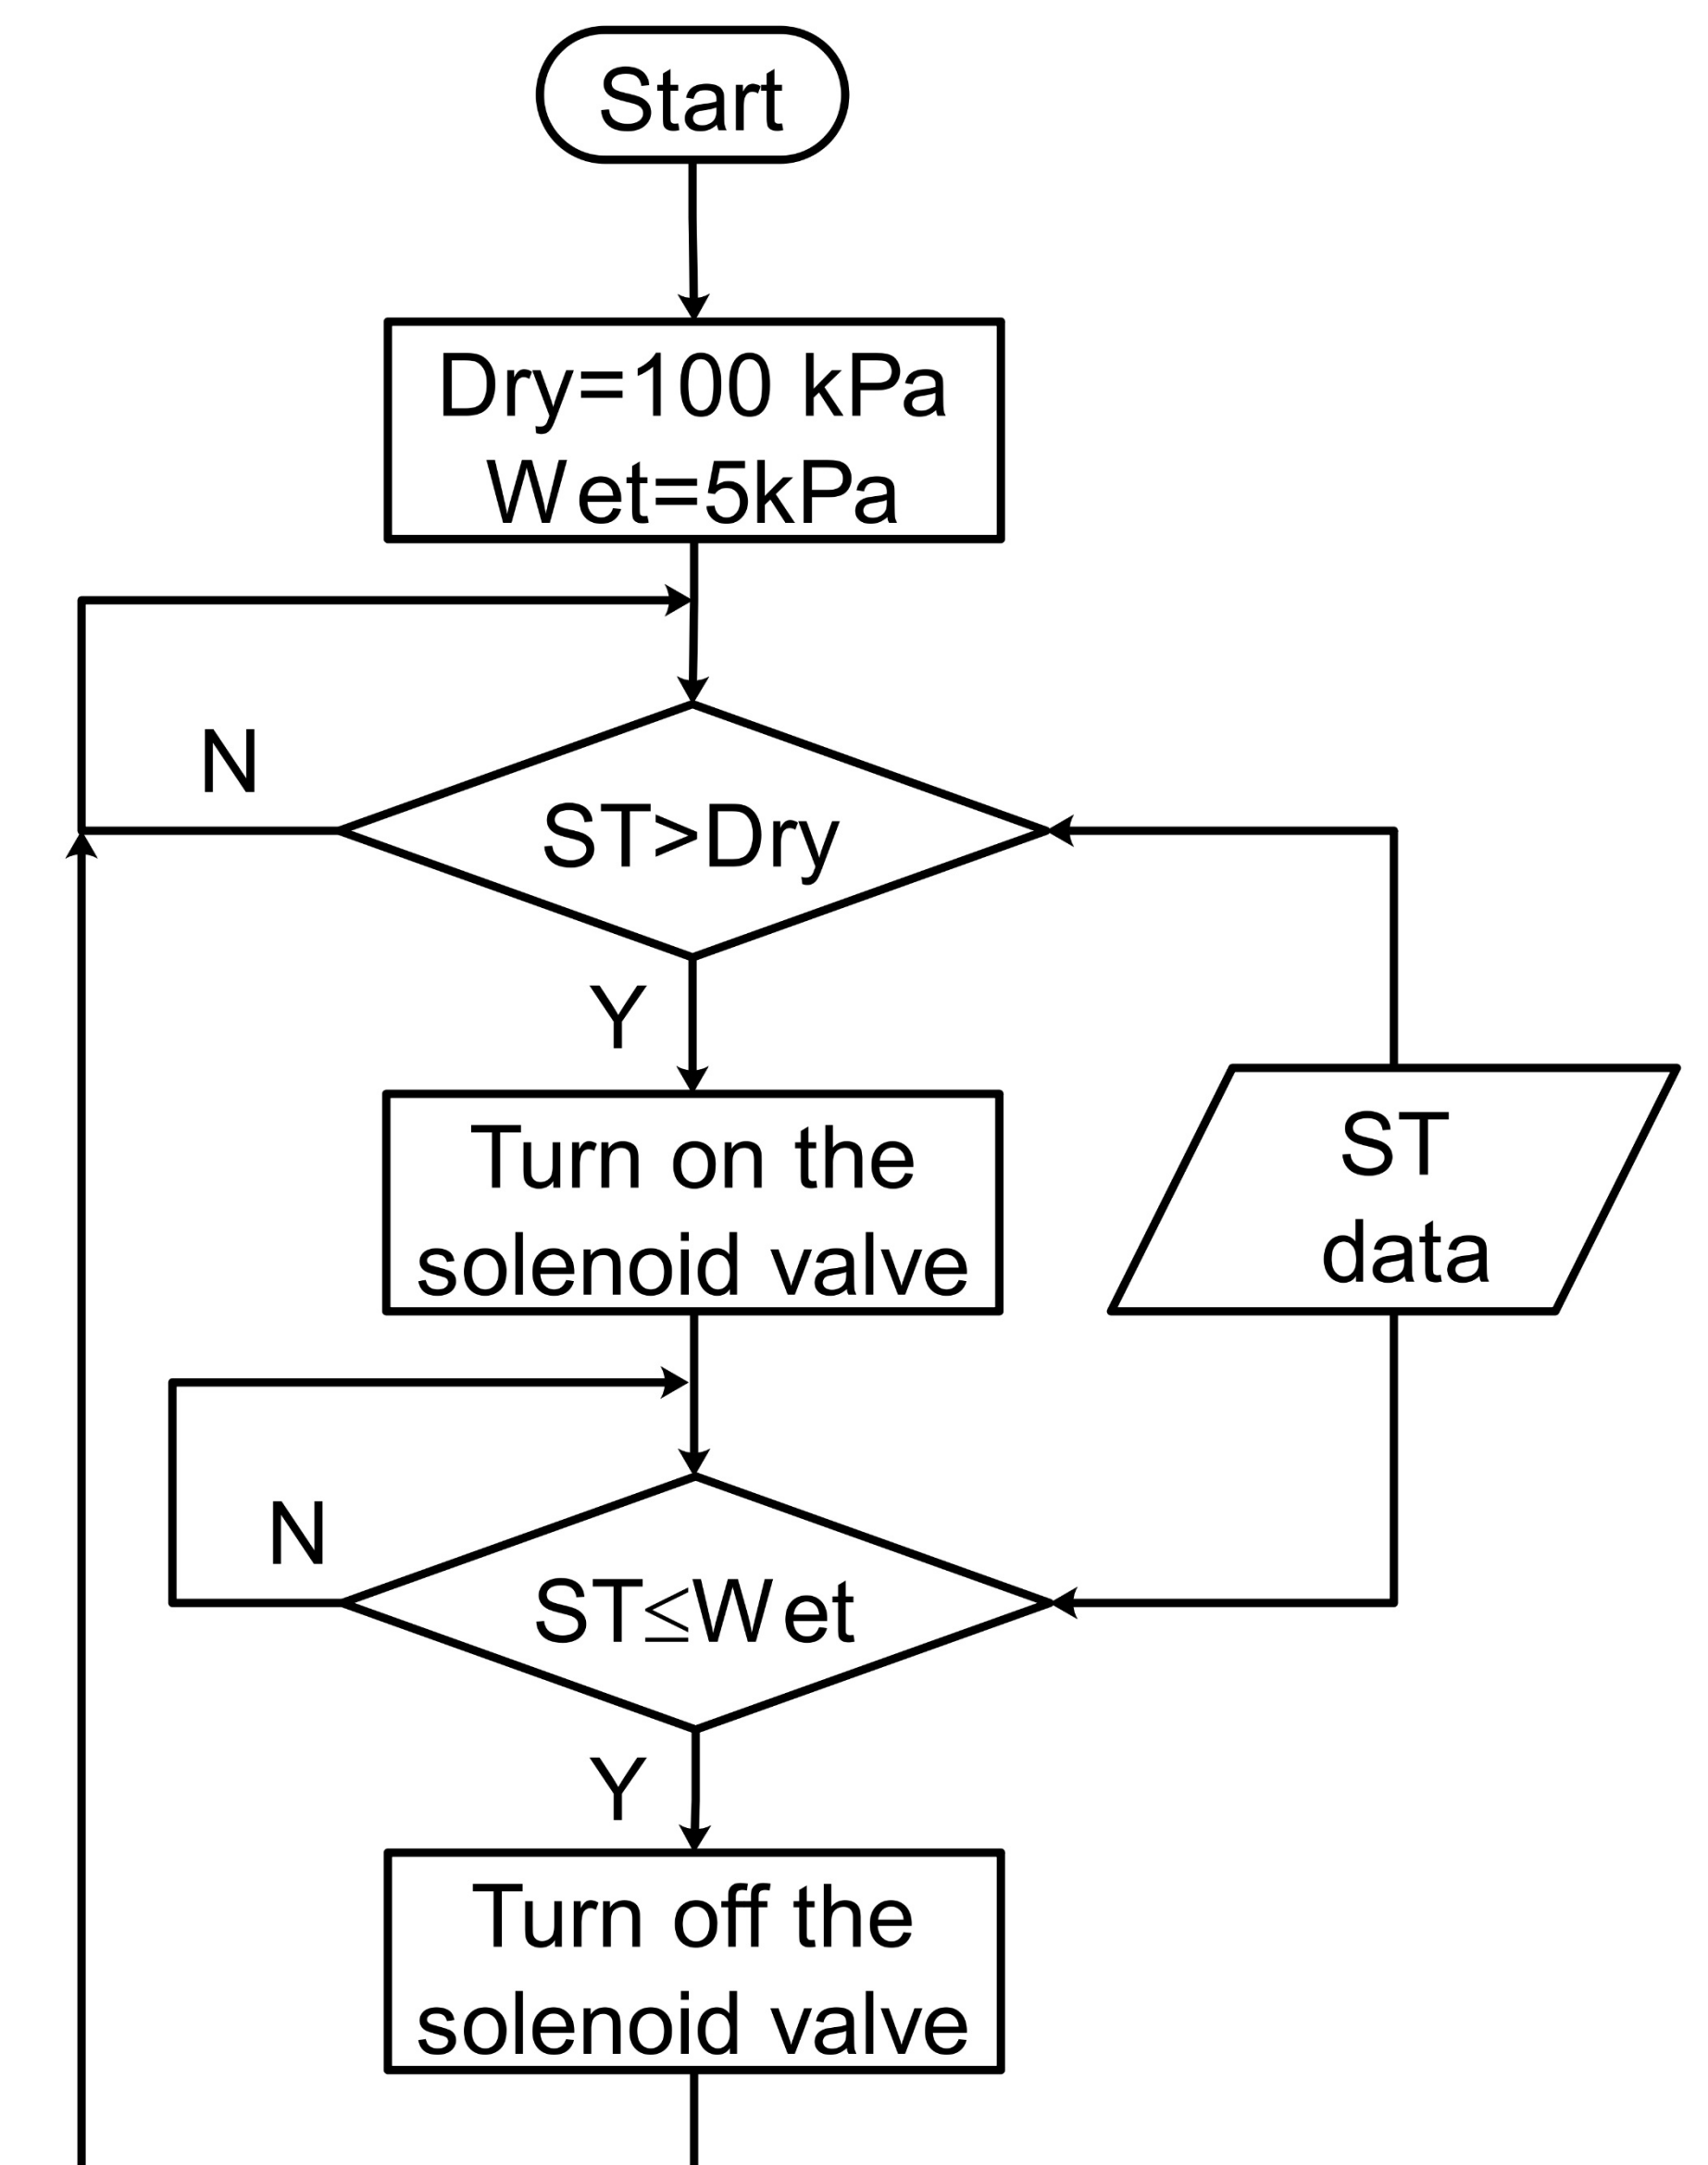 Start
Dry=100 kPa
Wet=5kPa
N
ST>Dry
Y
Turn on the
solenoid valve
ST
data
N
ST≤Wet
Y
Turn off the
solenoid valve